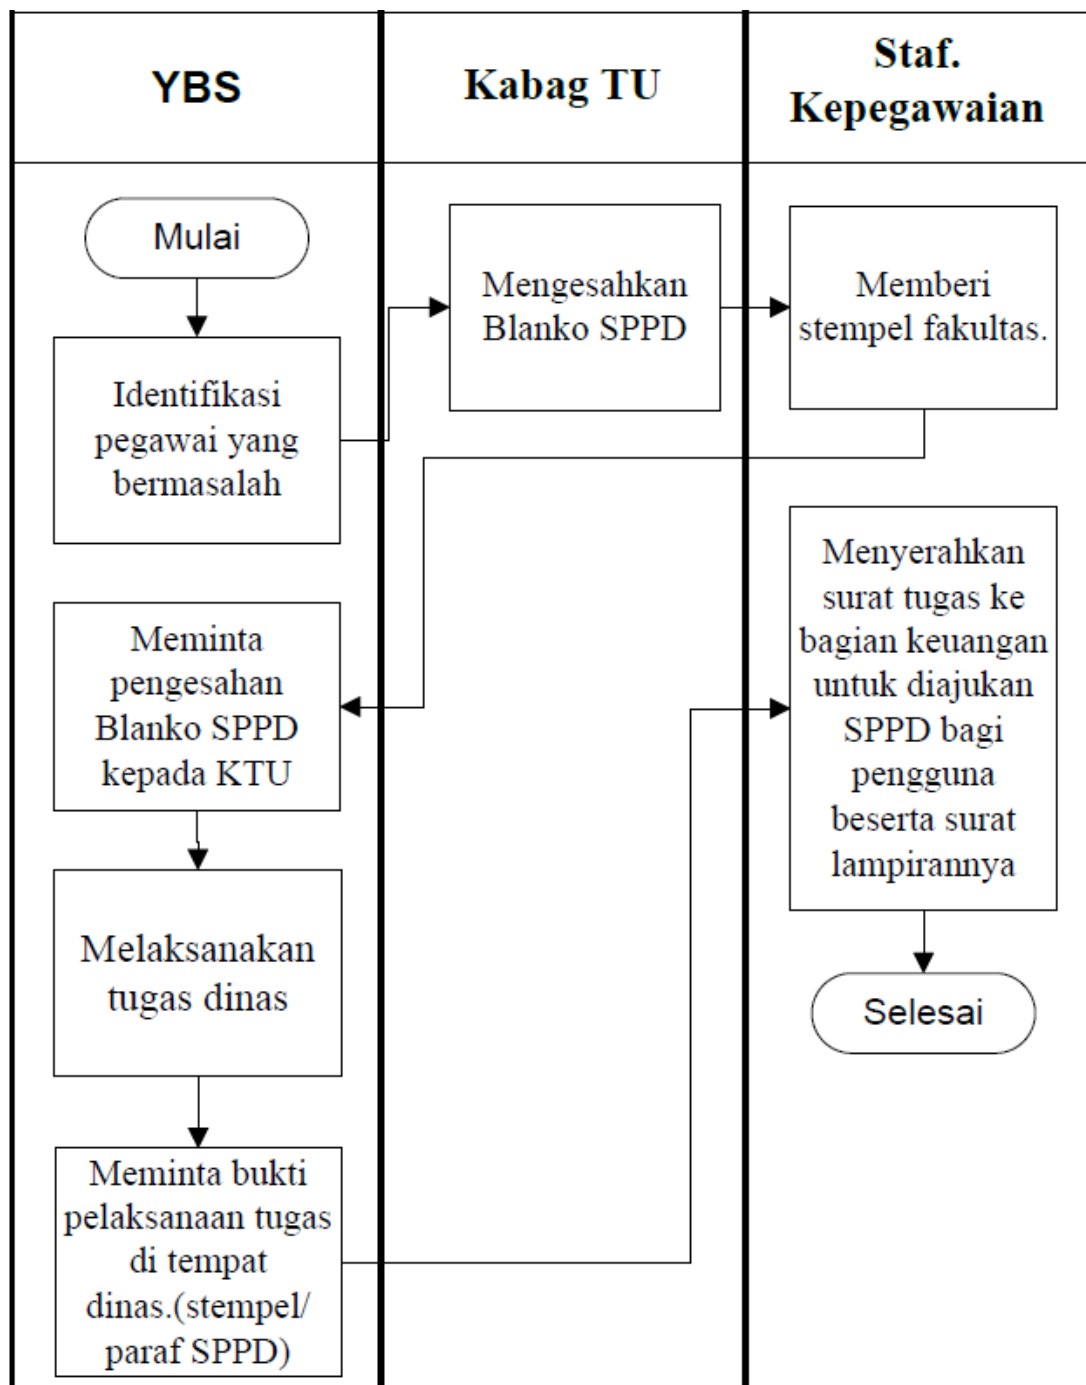 YBS
Kabag TU
Staf.
Kepegawaian
Mulai
Identifikasi
pegawai yang
bermasalah
Mengesahkan
Blanko SPPD
Memberi
stempel fakultas.
Meminta
pengesahan
Blanko SPPD
kepada KTU
Melaksanakan
tugas dinas
Meminta bukti
pelaksanaan tugas
di tempat
dinas.(stempel/
paraf SPPD)
Menyerahkan
surat tugas ke
bagian keuangan
untuk diajukan
SPPD bagi
pengguna
beserta surat
lampirannya
Selesai